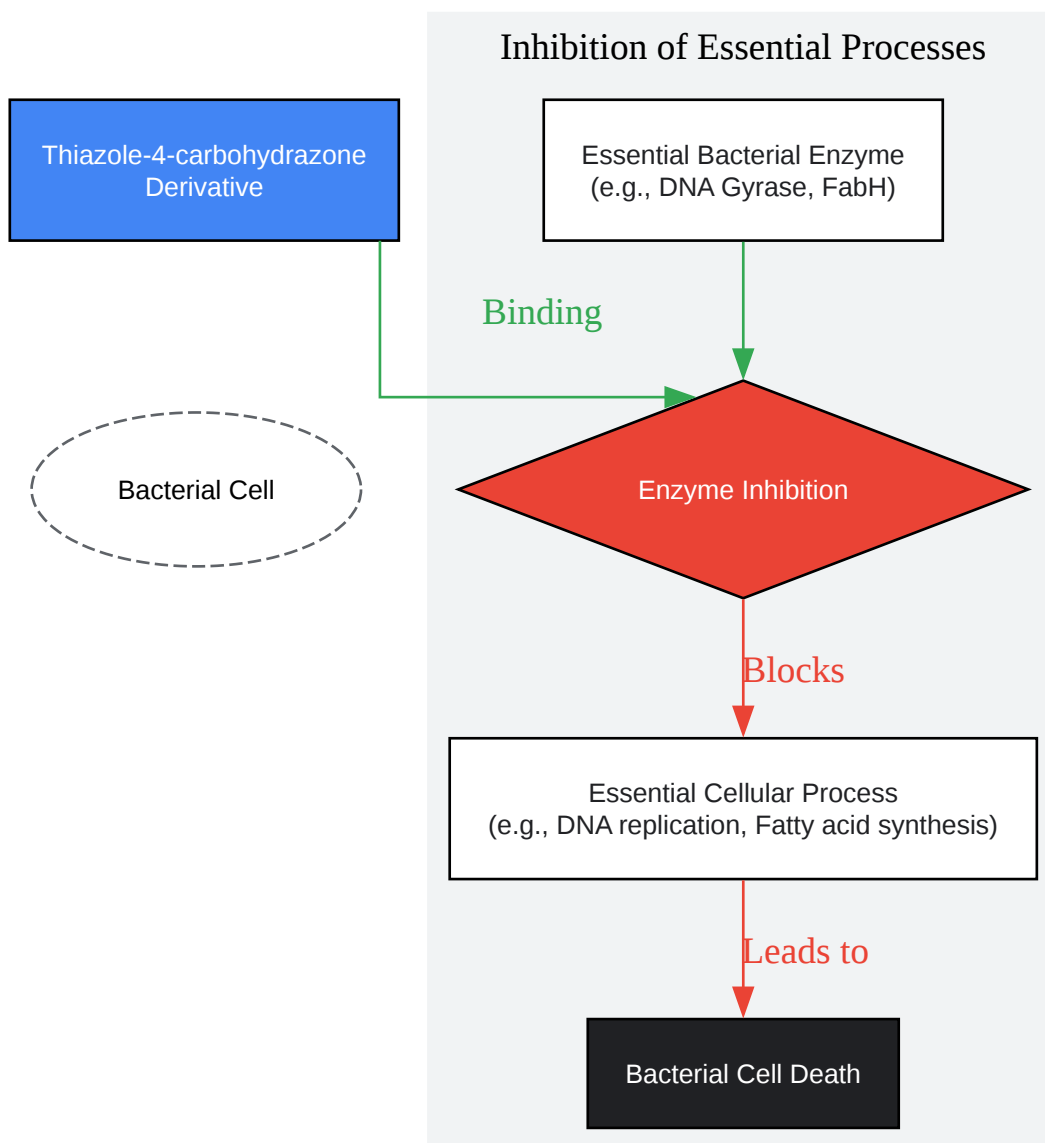 Inhibition of Essential Processes
Thiazole-4-carbohydrazone
Derivative
Essential Bacterial Enzyme
(e.g., DNA Gyrase, FabH)
Binding
Bacterial Cell
Enzyme Inhibition
Blocks
Essential Cellular Process
(e.g., DNA replication, Fatty acid synthesis)
Leads to
Bacterial Cell Death